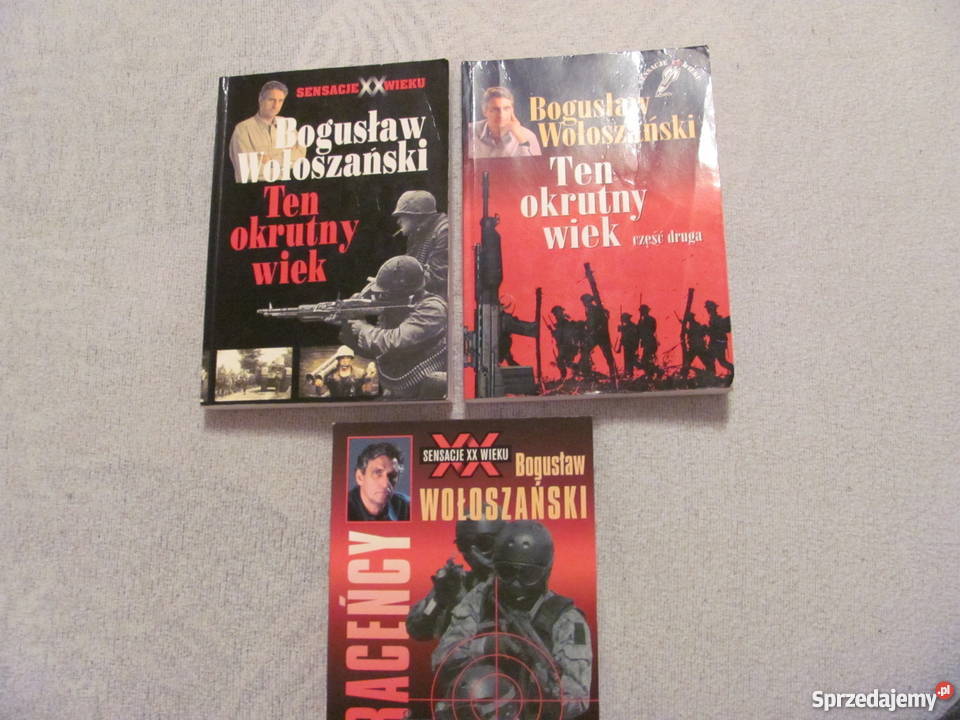 SENSACJE XX WIEKU
Bogusław
Wołoszański
Ten
okrutny
wiek
Bogusław
Wołoszański
Ten
okrutny
wiek część druga
XX
SENSACJE XX WIEKU
Bogusław
WOŁOSZAŃSKI
RACEŃCY
Sprzedajemy.pl